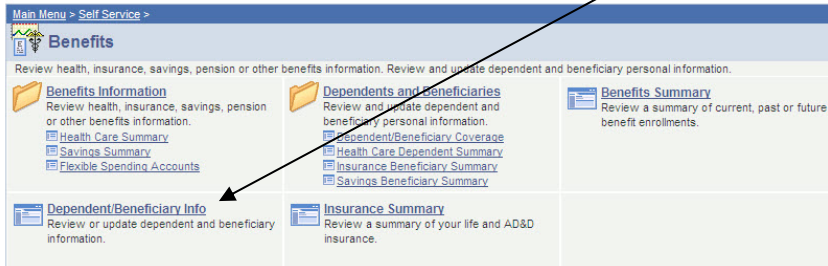 Main Menu > Self Service >
Benefits
Review health, insurance, savings, pension or other benefits information. Review and update dependent and beneficiary personal information.
Benefits Information
Review health, insurance, savings, pension
or other benefits information.
Health Care Summary
Savings Summary
Flexible Spending Accounts
Dependents and Beneficiaries
Review and update dependent and
beneficiary personal information.
Dependent/Beneficiary Coverage
Health Care Dependent Summary
Insurance Beneficiary Summary
Savings Beneficiary Summary
Benefits Summary
Review a summary of current, past or future
benefit enrollments.
Dependent/Beneficiary Info
Review or update dependent and beneficiary
information.
Insurance Summary
Review a summary of your life and AD&D
insurance.